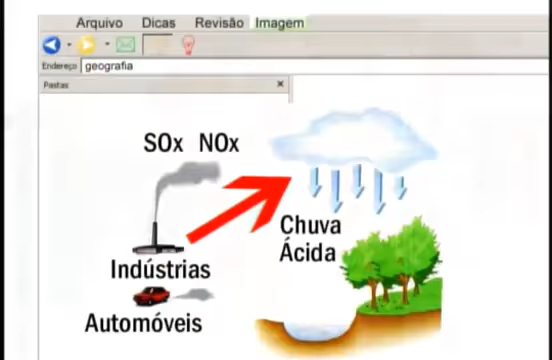 Arquivo Dicas Revisão Imagem
Endereço geografia
Pastas
SOx NOx
Chuva
Ácida
Indústrias
Automóveis